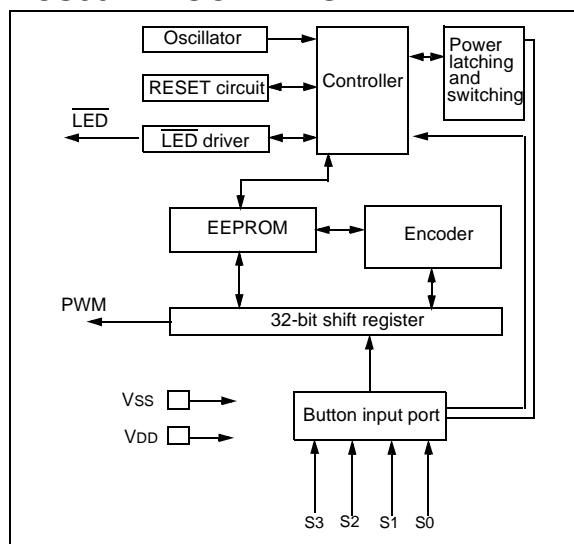 Oscillator
RESET circuit
LED
LED driver
Controller
Power
latching
and
switching
EEPROM
Encoder
PWM
32-bit shift register
VSS
VDD
Button input port
S3 S2 S1 S0